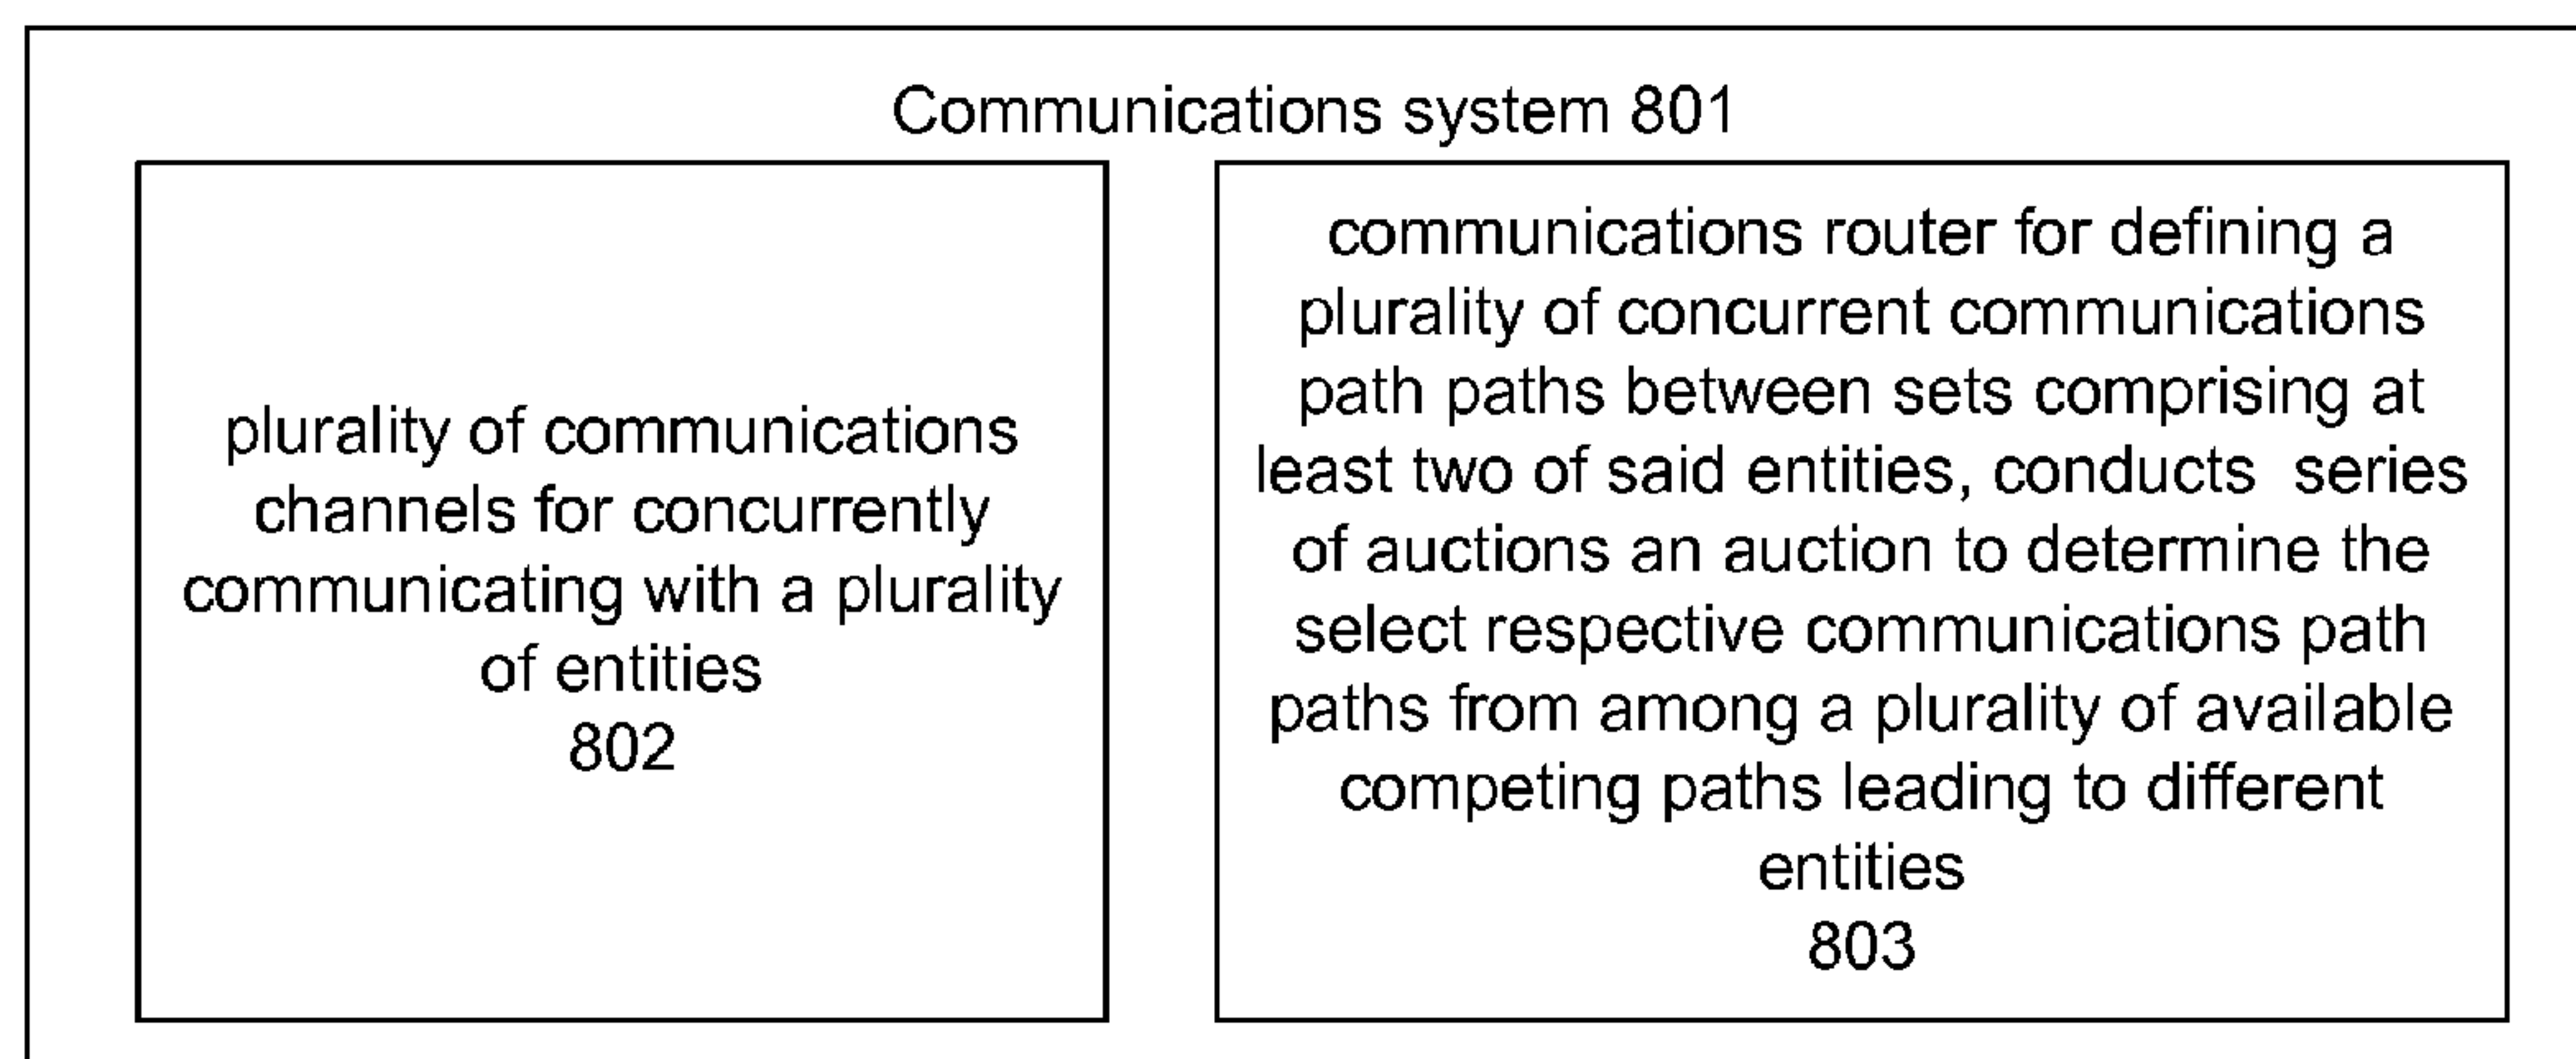 Communications system 801
plurality of communications
channels for concurrently
communicating with a plurality
of entities
802
communications router for defining a
plurality of concurrent communications
path paths between sets comprising at
least two of said entities, conducts  series
of auctions an auction to determine the
select respective communications path
paths from among a plurality of available
competing paths leading to different
entities
803